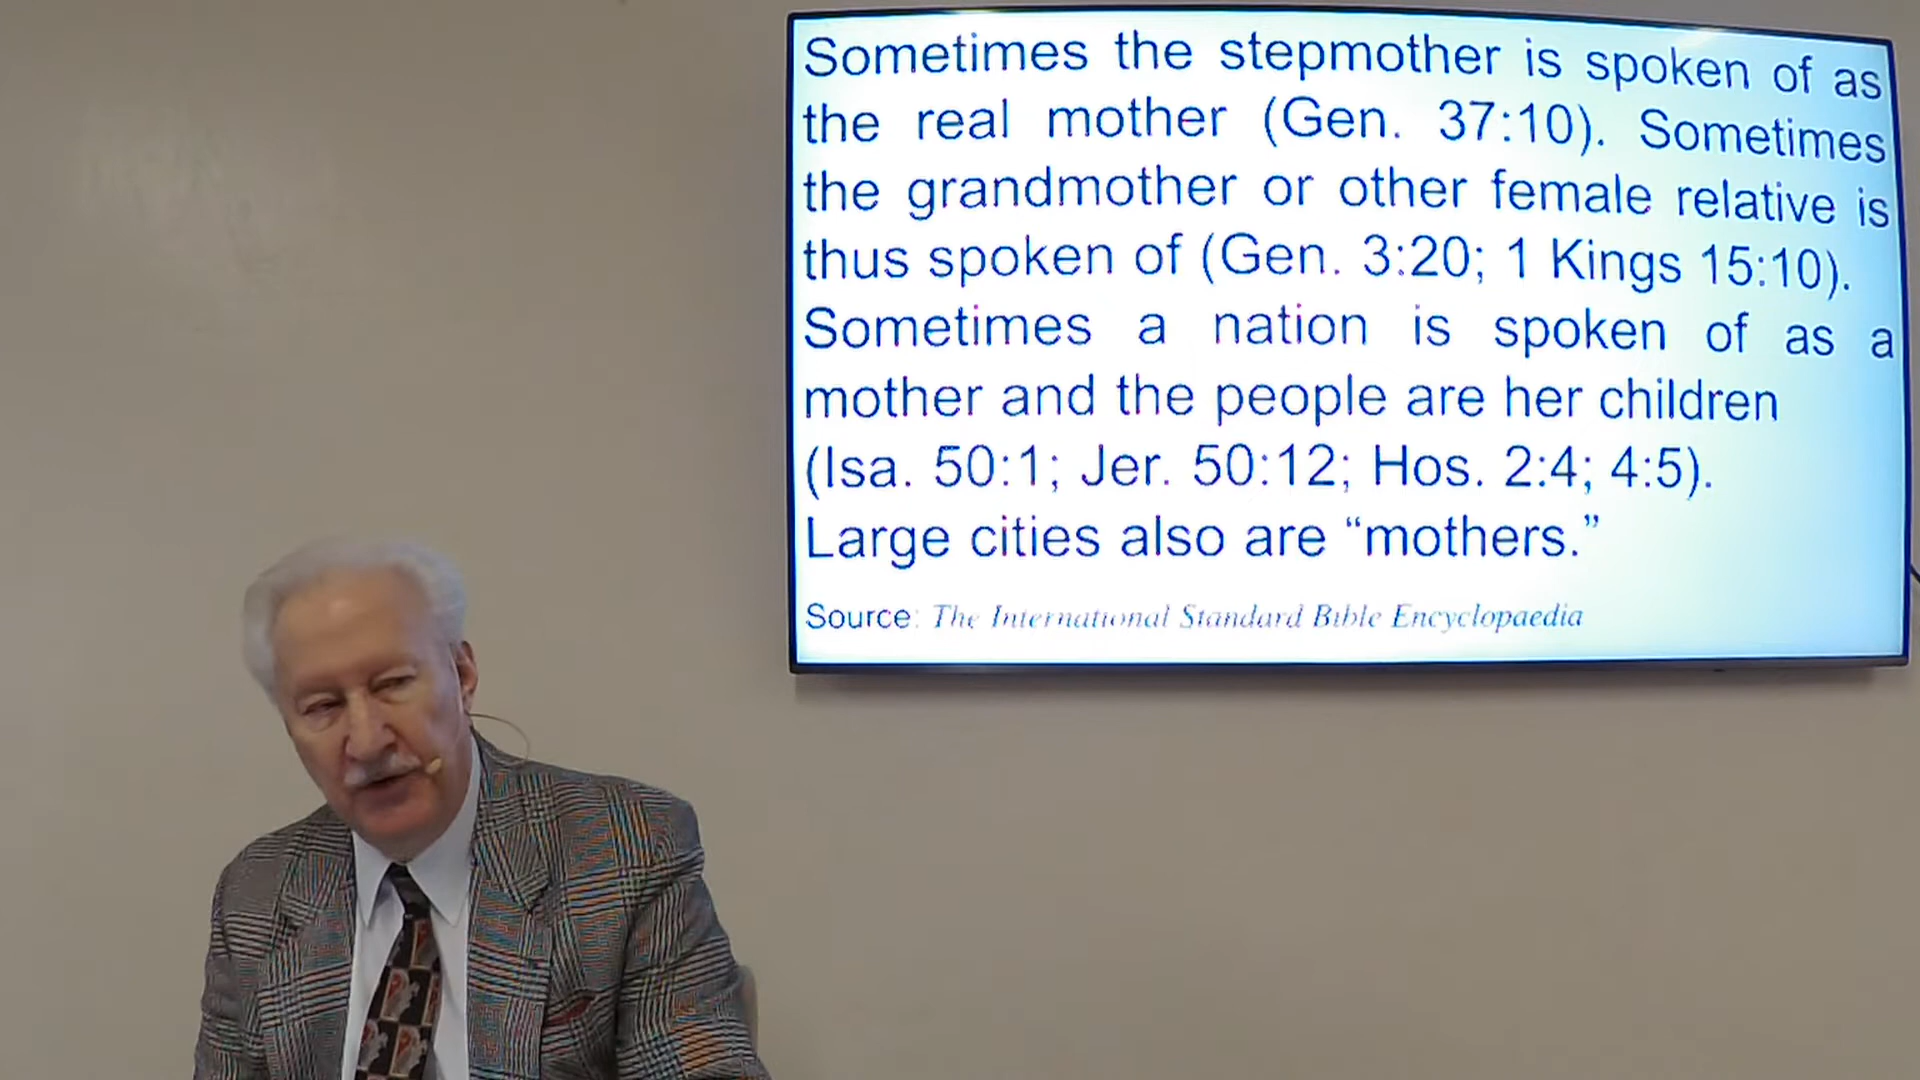 Sometimes the stepmother is spoken of as
the real mother (Gen. 37:10). Sometimes
the grandmother or other female relative is
thus spoken of (Gen. 3:20; 1 Kings 15:10).
Sometimes a nation is spoken of as a
mother and the people are her children
(Isa. 50:1; Jer. 50:12; Hos. 2:4; 4:5).
Large cities also are “mothers.”
Source: The International Standard Bible Encyclopaedia